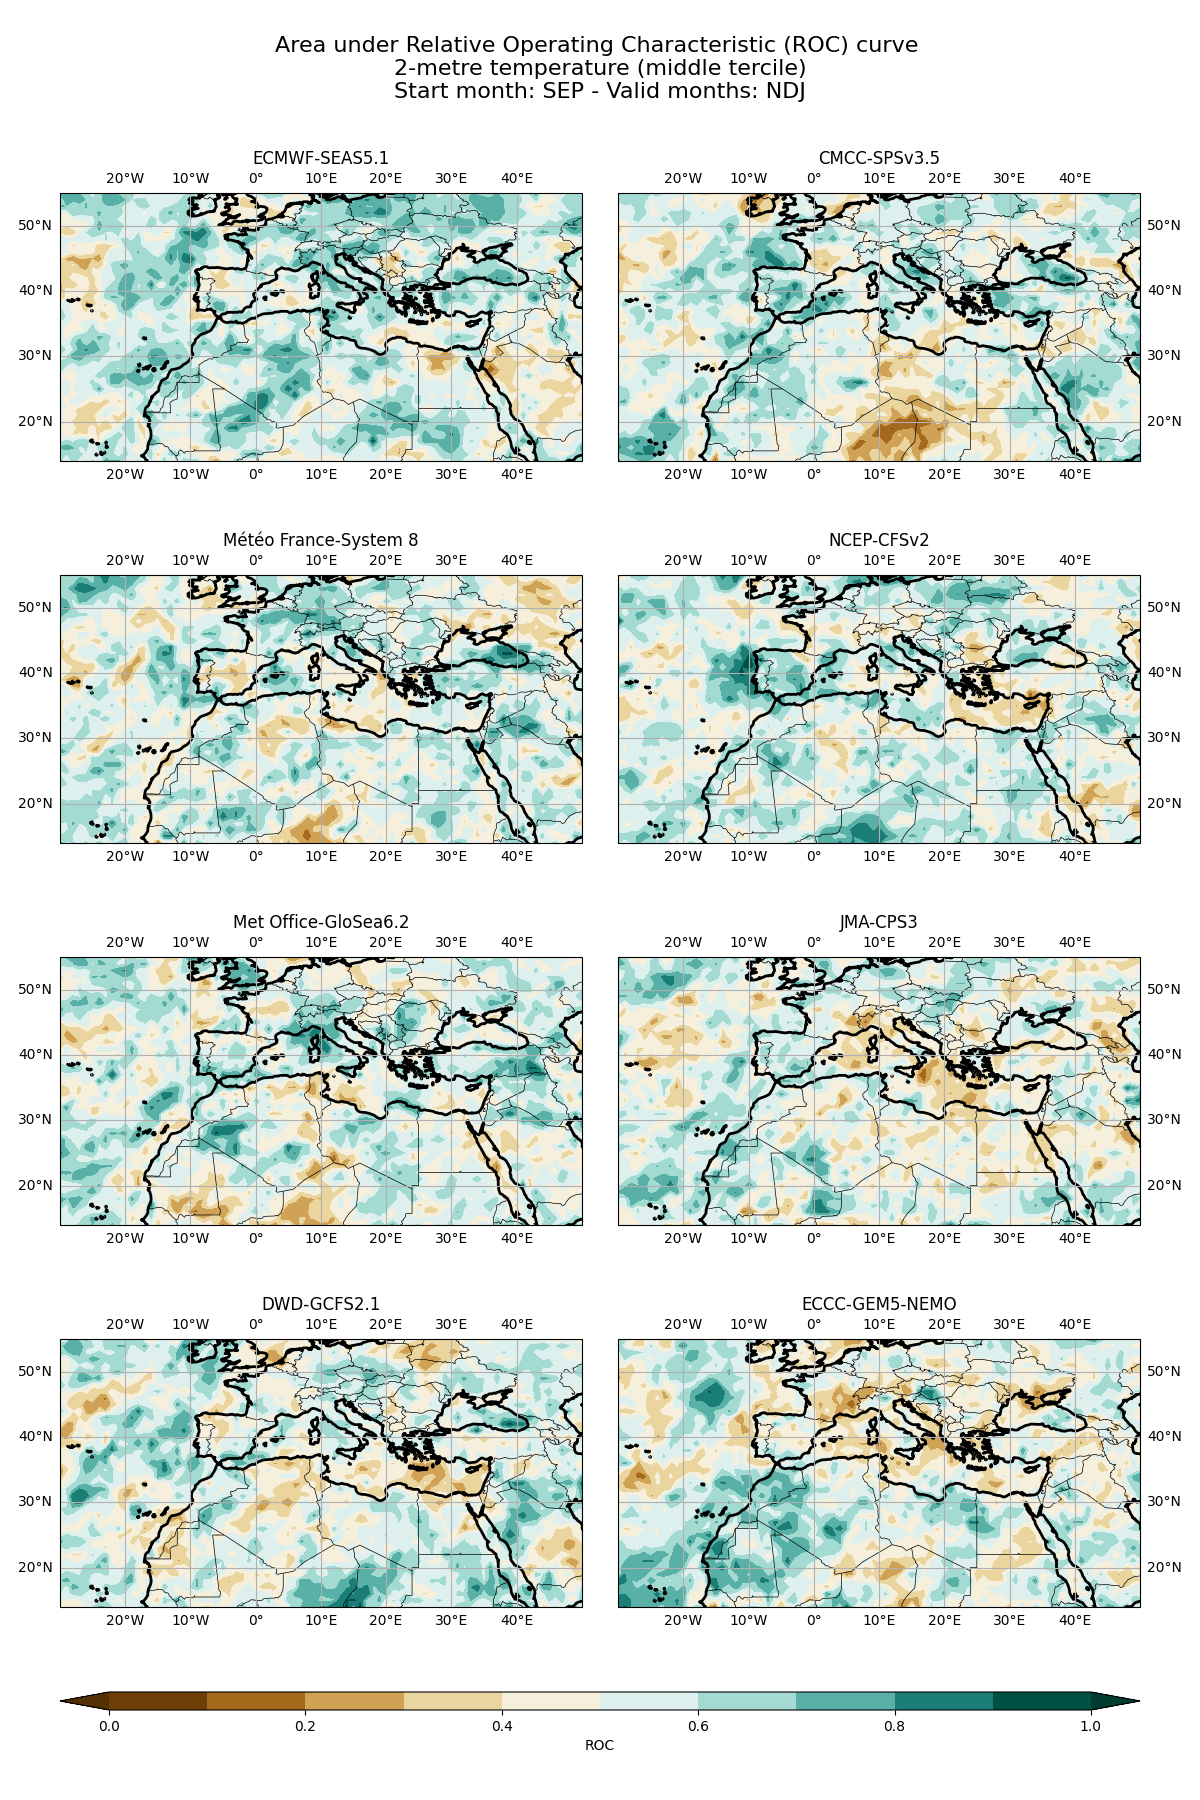 Area under Relative Operating Characteristic (ROC) curve
2-metre temperature (middle tercile)
Start month: SEP - Valid months: NDJ
ECMWF-SEAS5.1
CMCC-SPSv3.5
20°W 10°W 0° 10°E 20°E 30°E 40°E
20°W 10°W 0° 10°E 20°E 30°E 40°E
50°N
50°N
40°N
40°N
30°N
30°N
20°N
20°N
20°W 10°W 0° 10°E 20°E 30°E 40°E
20°W 10°W 0° 10°E 20°E 30°E 40°E
Météo France-System 8
NCEP-CFSv2
20°W 10°W 0° 10°E 20°E 30°E 40°E
20°W 10°W 0° 10°E 20°E 30°E 40°E
50°N
50°N
40°N
40°N
30°N
30°N
20°N
20°N
20°W 10°W 0° 10°E 20°E 30°E 40°E
20°W 10°W 0° 10°E 20°E 30°E 40°E
Met Office-GloSea6.2
JMA-CPS3
20°W 10°W 0° 10°E 20°E 30°E 40°E
20°W 10°W 0° 10°E 20°E 30°E 40°E
50°N
50°N
40°N
40°N
30°N
30°N
20°N
20°N
20°W 10°W 0° 10°E 20°E 30°E 40°E
20°W 10°W 0° 10°E 20°E 30°E 40°E
DWD-GCFS2.1
ECCC-GEM5-NEMO
20°W 10°W 0° 10°E 20°E 30°E 40°E
20°W 10°W 0° 10°E 20°E 30°E 40°E
50°N
50°N
40°N
40°N
30°N
30°N
20°N
20°N
20°W 10°W 0° 10°E 20°E 30°E 40°E
20°W 10°W 0° 10°E 20°E 30°E 40°E
0.0 0.2 0.4 0.6 0.8 1.0
ROC